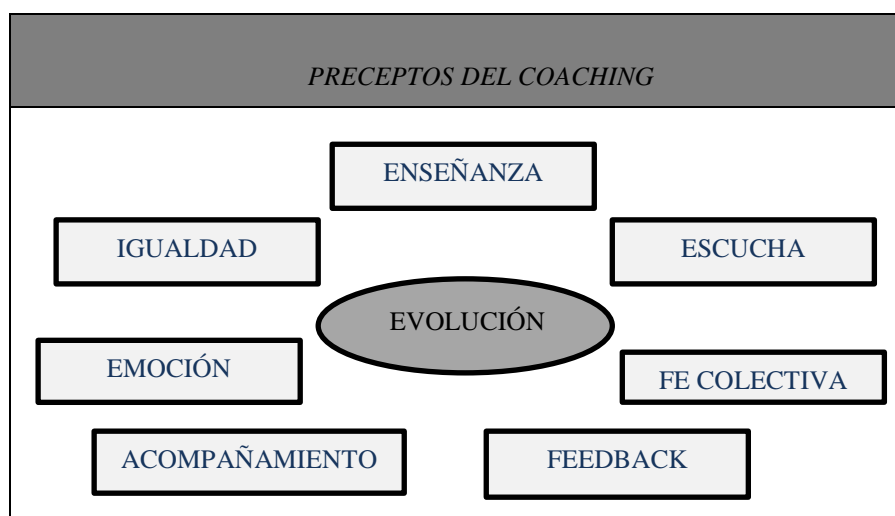 PRECEPTOS DEL COACHING
ENSEÑANZA
IGUALDAD
ESCUCHA
EVOLUCIÓN
EMOCIÓN
FE COLECTIVA
ACOMPAÑAMIENTO
FEEDBACK